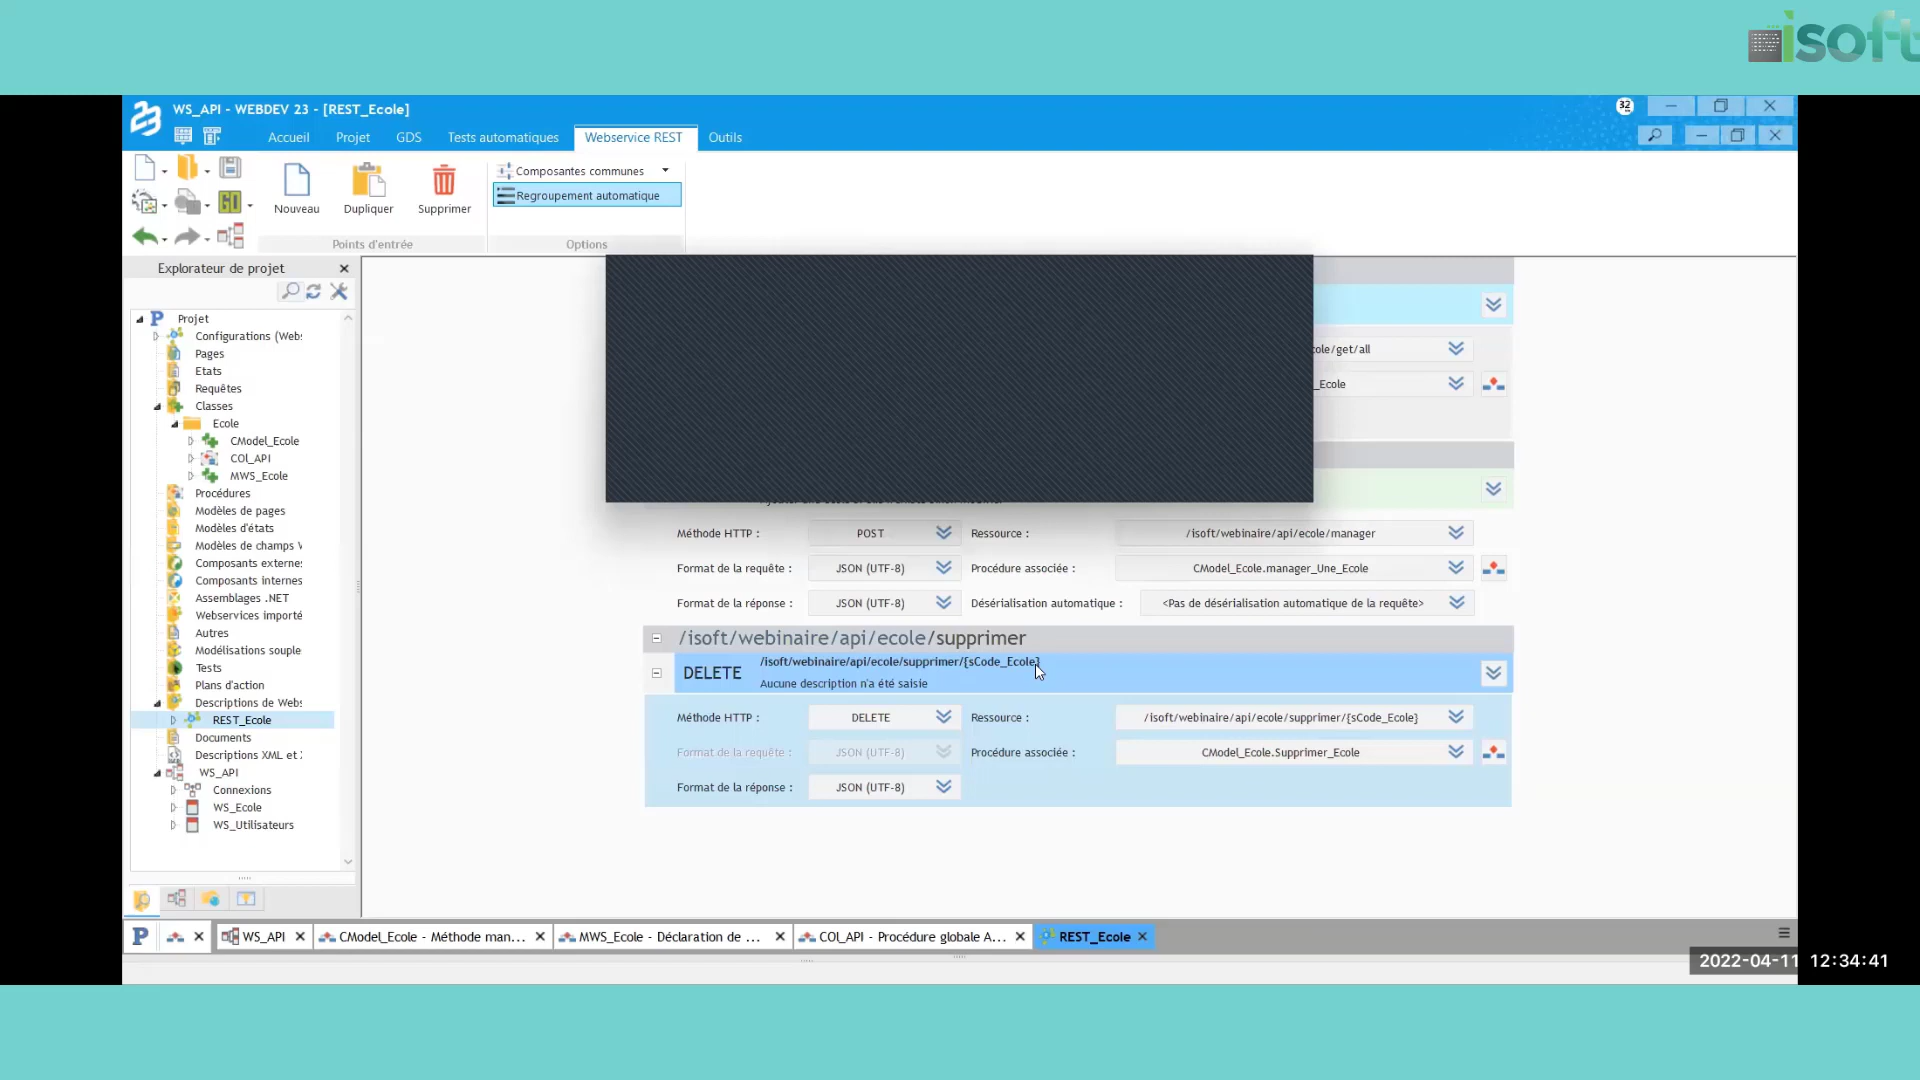 isoft
WS_API - WEBDEV 23 - [REST_Ecole]
32
Accueil Projet GDS Tests automatiques Webservice REST Outils
Nouveau Dupliquer Supprimer
Composantes communes
Regroupement automatique
GO
Points d'entrée Options
Explorateur de projet
Projet
Configurations (Webs
Pages
Etats
Requêtes
Classes
Ecole
CModel_Ecole
COl_API
MWS_Ecole
Procédures
Modèles de pages
Modèles d'états
Modèles de champs
Composants externe
Composants internes
Assemblages .NET
Webservices importé
Autres
Modélisations souple
Tests
Plans d'action
Descriptions de Webs
REST_Ecole
Documents
Descriptions XML et
WS_API
Connexions
WS_Ecole
WS_Utilisateurs
cole/get/all
_Ecole
Méthode HTTP : POST Ressource : /isoft/webinaire/api/ecole/manager
Format de la requête : JSON (UTF-8) Procédure associée : CModel_Ecole.manager_Une_Ecole
Format de la réponse : JSON (UTF-8) Désérialisation automatique : <Pas de désérialisation automatique de la requête>
/isoft/webinaire/api/ecole/supprimer
DELETE /isoft/webinaire/api/ecole/supprimer/{sCode_Ecole}
Aucune description n'a été saisie
Méthode HTTP : DELETE Ressource : /isoft/webinaire/api/ecole/supprimer/{sCode_Ecole}
Format de la requête : JSON (UTF-8) Procédure associée : CModel_Ecole.Supprimer_Ecole
Format de la réponse : JSON (UTF-8)
WS_API CModel_Ecole - Méthode man... MWS_Ecole - Déclaration de ... COl_API - Procédure globale A... REST_Ecole
2022-04-11 12:34:41